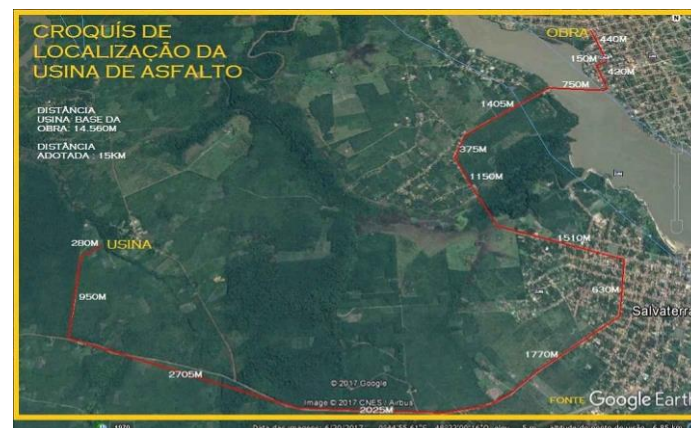 CROQUÍS DE
LOCALIZAÇÃO DA
USINA DE ASFALTO
DISTÂNCIA
USINA BASE DA
OBRA: 14.560M
DISTÂNCIA
ADOTADA : 15KM
OBRA
440M
150M
420M
750M
1405M
375M
1150M
1510M
630M
Salvaterra
1770M
2025M
2705M
950M
280M
USINA
© 2017 Google
Image © 2017 CNES / Airbus
FONTE Google Earth
1970